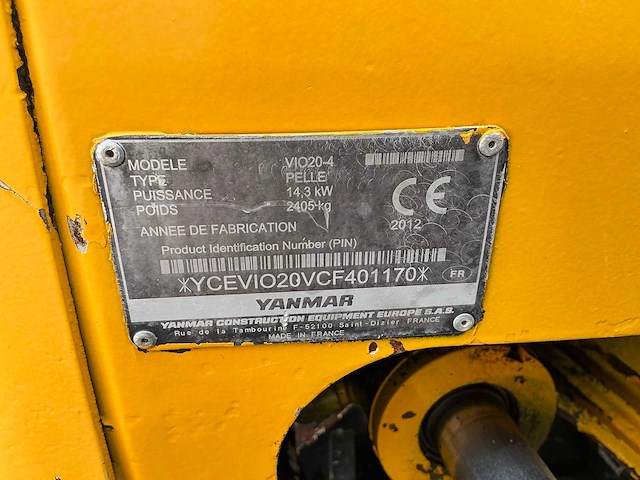 MODELE VIO20-4
TYPE PELLE
PUISSANCE 14,3 kW
POIDS 2405 kg
CE
ANNEE DE FABRICATION 2012
Product Identification Number (PIN)
*YCEVIO20VCF401170*
FR
YANMAR
YANMAR CONSTRUCTION EQUIPMENT EUROPE S.A.S.
Rue de la Tambourine F-52100 Saint-Dizier FRANCE
MADE IN FRANCE